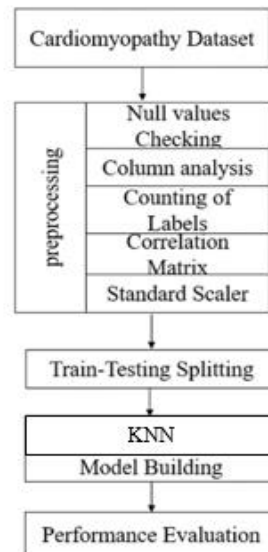 Cardiomyopathy Dataset
preprocessing
Null values
Checking
Column analysis
Counting of
Labels
Correlation
Matrix
Standard Scaler
Train-Testing Splitting
KNN
Model Building
Performance Evaluation